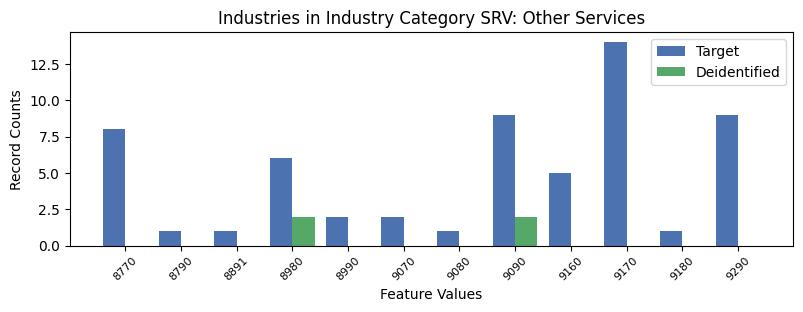 Industries in Industry Category SRV: Other Services
Target
Deidentified
Record Counts
12.5
10.0
7.5
5.0
2.5
0.0
8770 8790 8891 8980 8990 9070 9080 9090 9160 9170 9180 9290
Feature Values